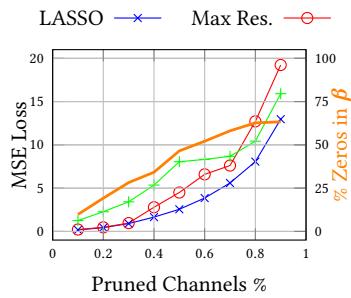 LASSO Max Res.
20 100
15 75
10 50
5 25
0 0
0 0.2 0.4 0.6 0.8 1
MSE Loss
% Zeros in β
Pruned Channels %